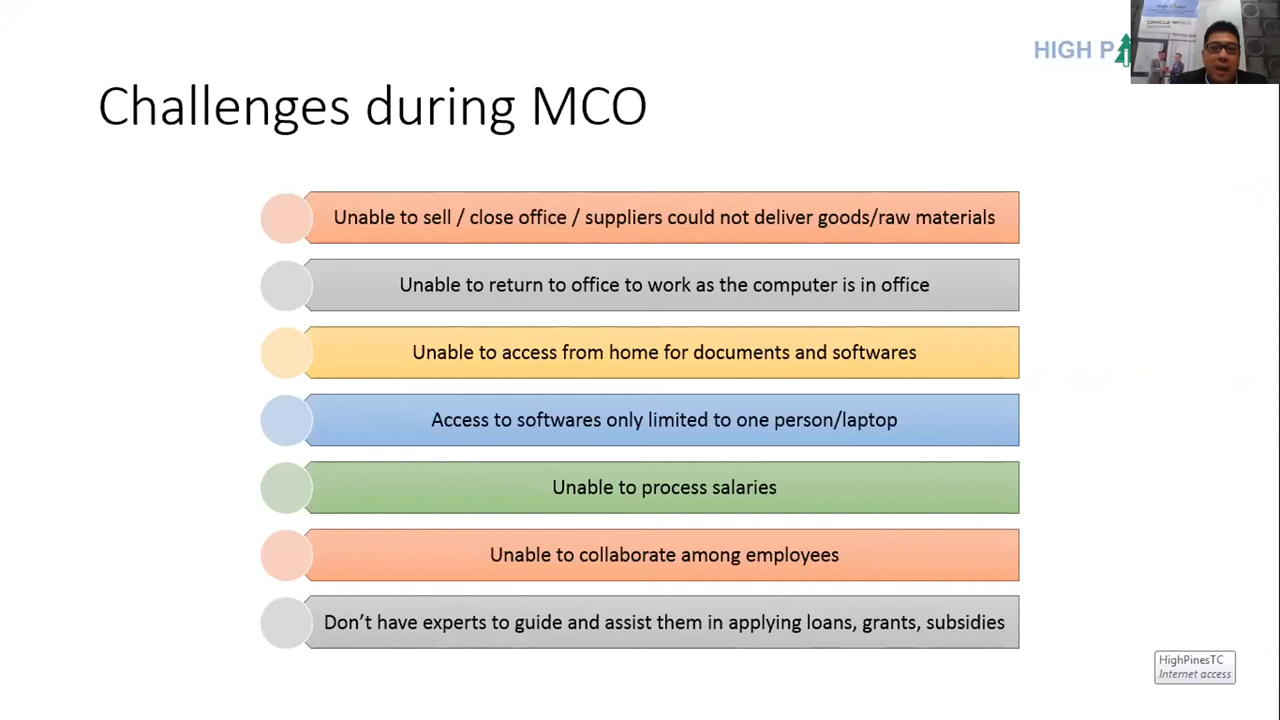 HIGH P
ORACLE NETSUITE
Challenges during MCO
Unable to sell / close office / suppliers could not deliver goods/raw materials
Unable to return to office to work as the computer is in office
Unable to access from home for documents and softwares
Access to softwares only limited to one person/laptop
Unable to process salaries
Unable to collaborate among employees
Don’t have experts to guide and assist them in applying loans, grants, subsidies
HighPinesTC
Internet access